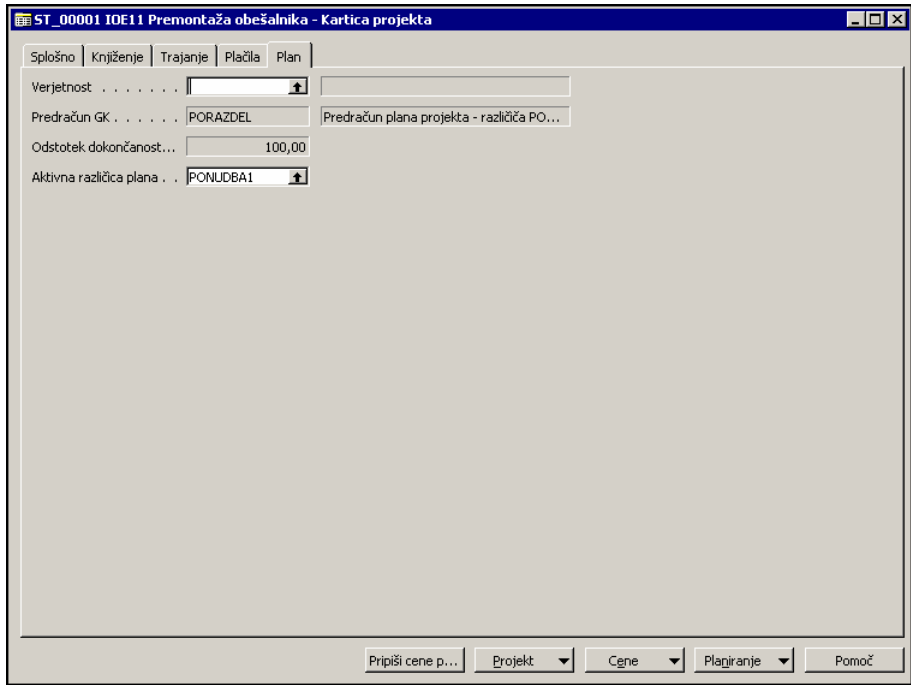 ST_00001 IOE11 Premontaža obešalnika - Kartica projekta
Splošno Knjiženje Trajanje Plačila Plan
Verjetnost . . . . . . .
Predračun GK . . . . . . PORAZDEL Predračun plana projekta - različiča PO...
Odstotek dokončanost... 100,00
Aktivna različica plana . . PONUDBA1
Pripiši cene p... Projekt Cene Planiranje Pomoč